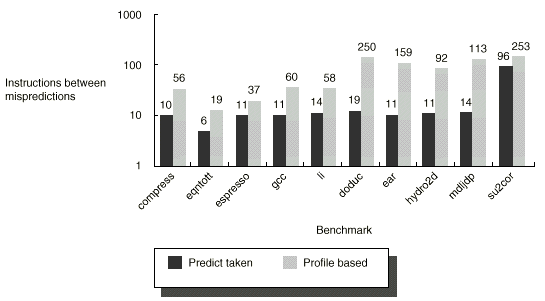 1000
100
10
1
Instructions between
mispredictions
10 56
6 19
11 37
11 60
14 58
19 250
11 159
11 92
14 113
96 253
compress
eqntott
espresso
gcc
li
doduc
ear
hydro2d
mdljdp
su2cor
Benchmark
Predict taken
Profile based